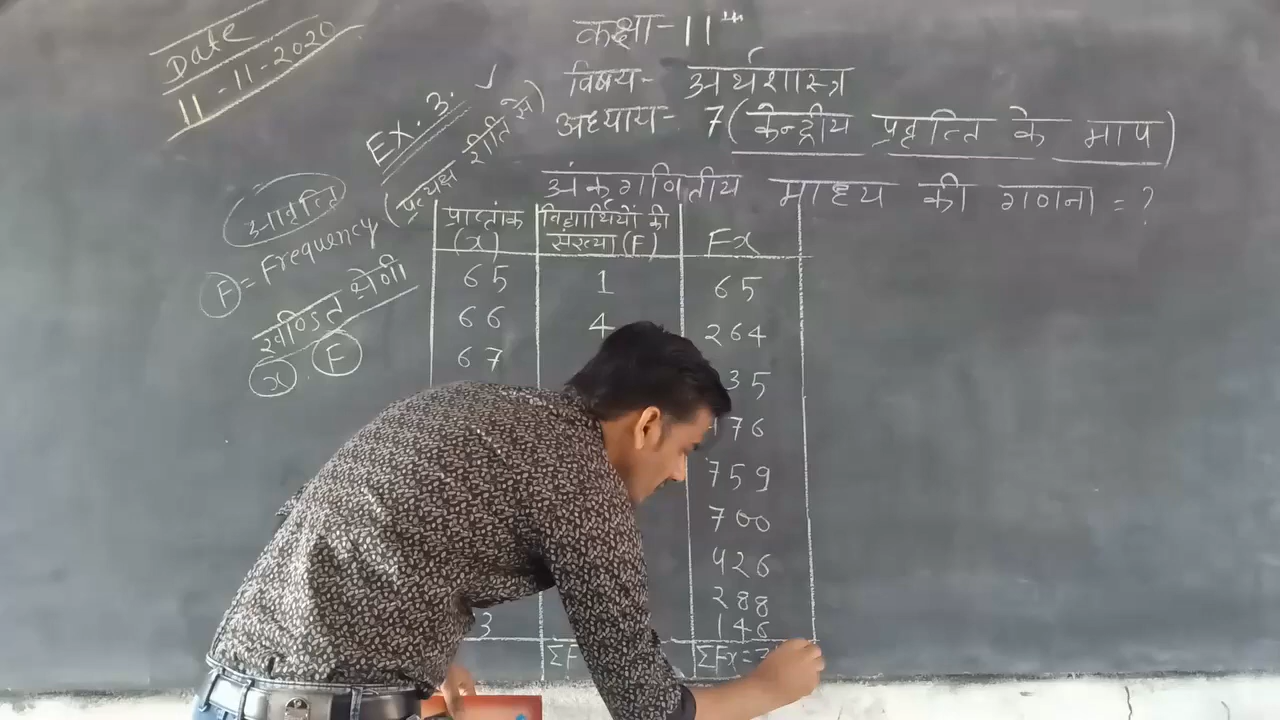 Date
11-11-2020
कक्षा-11th
विषय- अर्थशास्त्र
अध्याय- 7 (केन्द्रीय प्रवृत्ति के माप)
Ex. 3.
(प्रत्यक्ष रीति से)
अंकगणितीय माध्य की गणना = ?
आवृत्ति
F = Frequency
खण्डित श्रेणी
x . F
प्राप्तांक (x) विद्यार्थियों की संख्या (F) Fx
65 1 65
66 4 264
67 35
76
759
700
426
288
3 146
ΣF ΣFx=